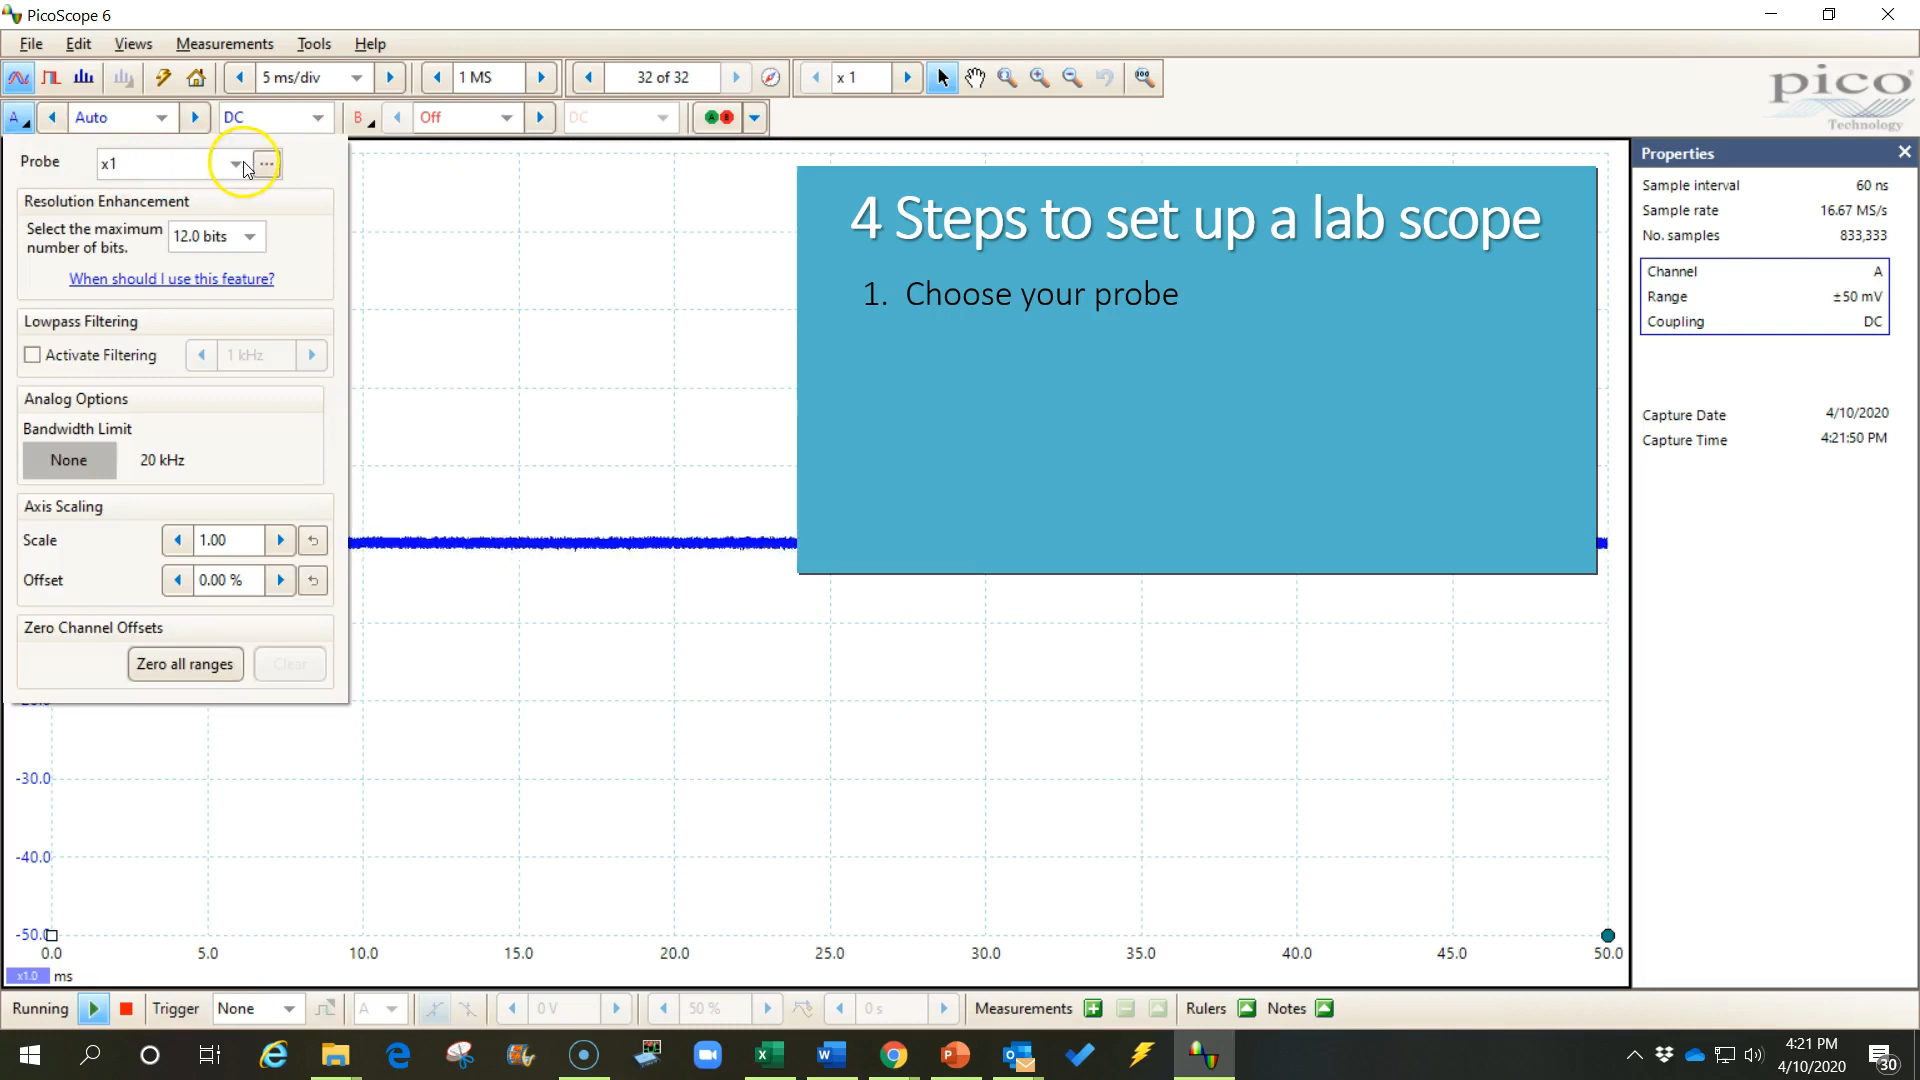 PicoScope 6
File Edit Views Measurements Tools Help
5 ms/div 1 MS 32 of 32 x 1 100
pico
Technology
A Auto DC B Off DC A B
Probe x1 ...
Resolution Enhancement
Select the maximum
number of bits.
12.0 bits
When should I use this feature?
Lowpass Filtering
Activate Filtering 1 kHz
Analog Options
Bandwidth Limit
None 20 kHz
Axis Scaling
Scale 1.00
Offset 0.00 %
Zero Channel Offsets
Zero all ranges Clear
4 Steps to set up a lab scope
1. Choose your probe
Properties
Sample interval 60 ns
Sample rate 16.67 MS/s
No. samples 833,333
Channel A
Range ±50 mV
Coupling DC
Capture Date 4/10/2020
Capture Time 4:21:50 PM
-30.0
-40.0
-50.0
0.0 5.0 10.0 15.0 20.0 25.0 30.0 35.0 40.0 45.0 50.0
x1.0 ms
Running Trigger None A 0 V 50 % 0 s Measurements Rulers Notes
4:21 PM
4/10/2020
30